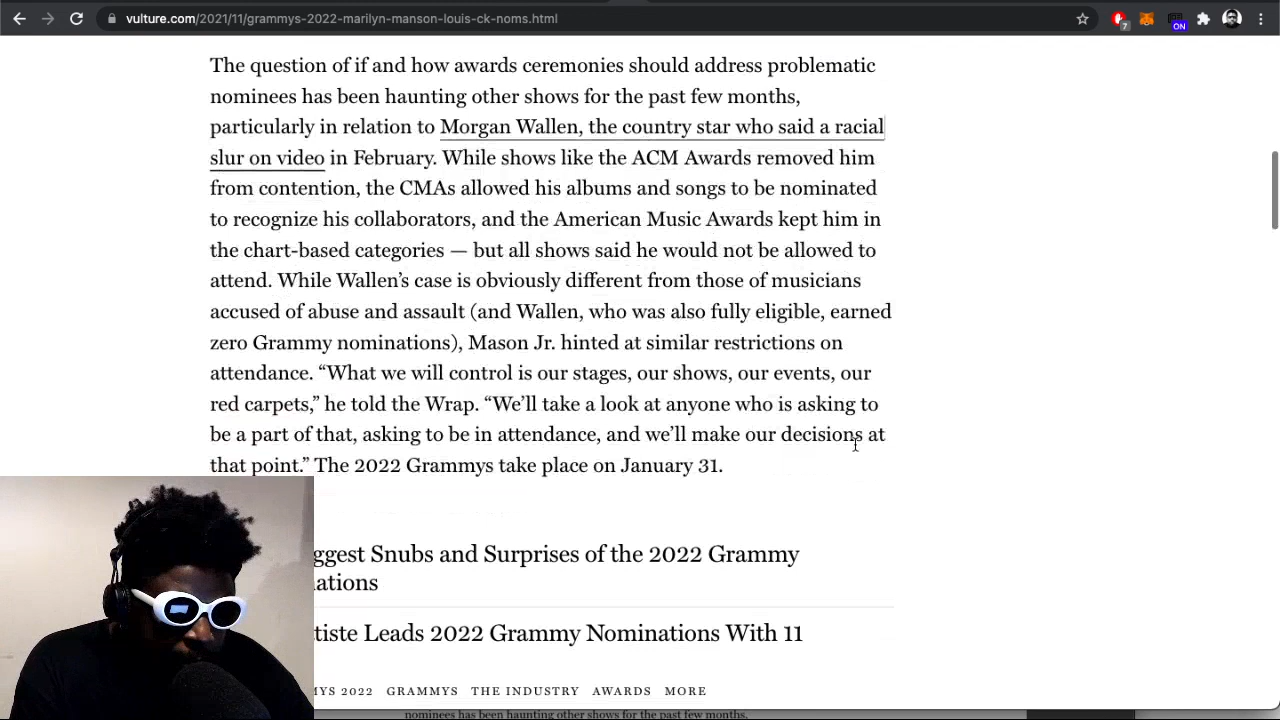 vulture.com/2021/11/grammys-2022-marilyn-manson-louis-ck-noms.html
7
ON
The question of if and how awards ceremonies should address problematic
nominees has been haunting other shows for the past few months,
particularly in relation to Morgan Wallen, the country star who said a racial
slur on video in February. While shows like the ACM Awards removed him
from contention, the CMAs allowed his albums and songs to be nominated
to recognize his collaborators, and the American Music Awards kept him in
the chart-based categories — but all shows said he would not be allowed to
attend. While Wallen’s case is obviously different from those of musicians
accused of abuse and assault (and Wallen, who was also fully eligible, earned
zero Grammy nominations), Mason Jr. hinted at similar restrictions on
attendance. “What we will control is our stages, our shows, our events, our
red carpets,” he told the Wrap. “We’ll take a look at anyone who is asking to
be a part of that, asking to be in attendance, and we’ll make our decisions at
that point.” The 2022 Grammys take place on January 31.
ggest Snubs and Surprises of the 2022 Grammy
ations
tiste Leads 2022 Grammy Nominations With 11
MYS 2022 GRAMMYS THE INDUSTRY AWARDS MORE
nominees has been haunting other shows for the past few months,